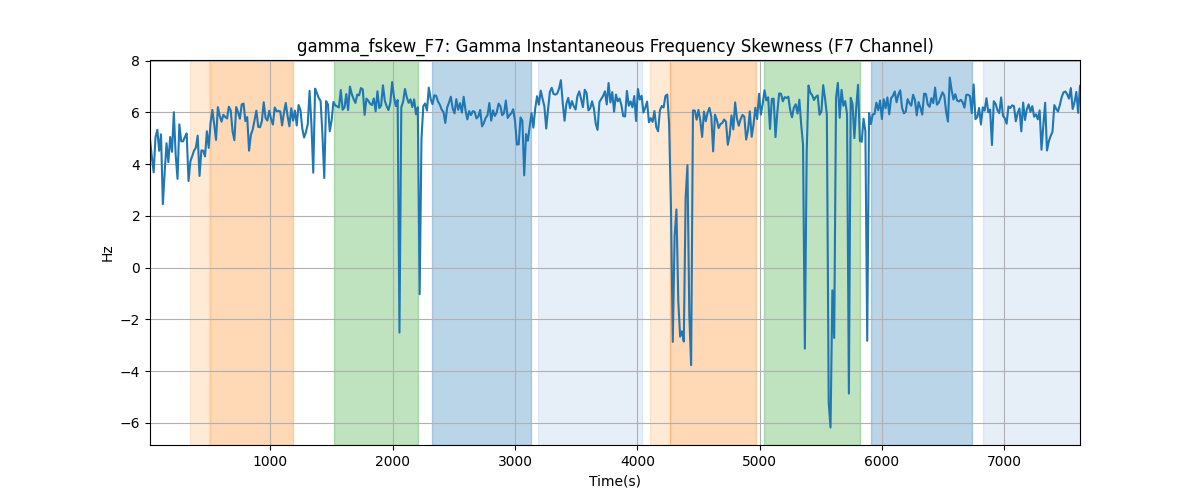 gamma_fskew_F7: Gamma Instantaneous Frequency Skewness (F7 Channel)
8
6
4
2
0
−2
−4
−6
Hz
1000 2000 3000 4000 5000 6000 7000
Time(s)